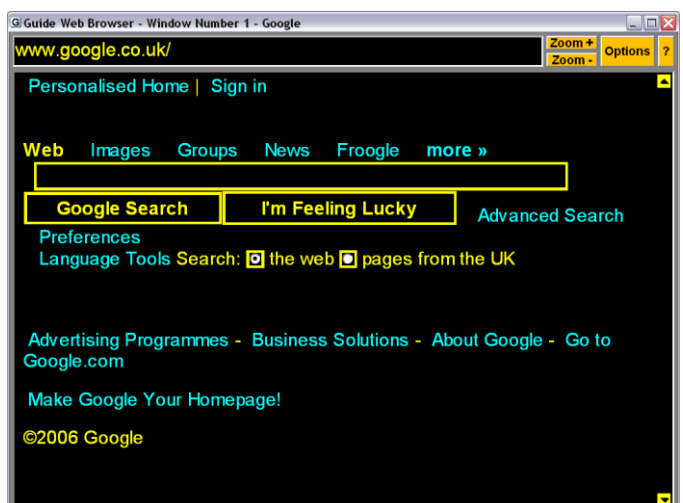 Guide Web Browser - Window Number 1 - Google
www.google.co.uk/
Zoom +
Zoom -
Options
?
Personalised Home | Sign in
Web Images Groups News Froogle more »
Google Search I'm Feeling Lucky Advanced Search
Preferences
Language Tools Search: the web pages from the UK
Advertising Programmes - Business Solutions - About Google - Go to
Google.com
Make Google Your Homepage!
©2006 Google